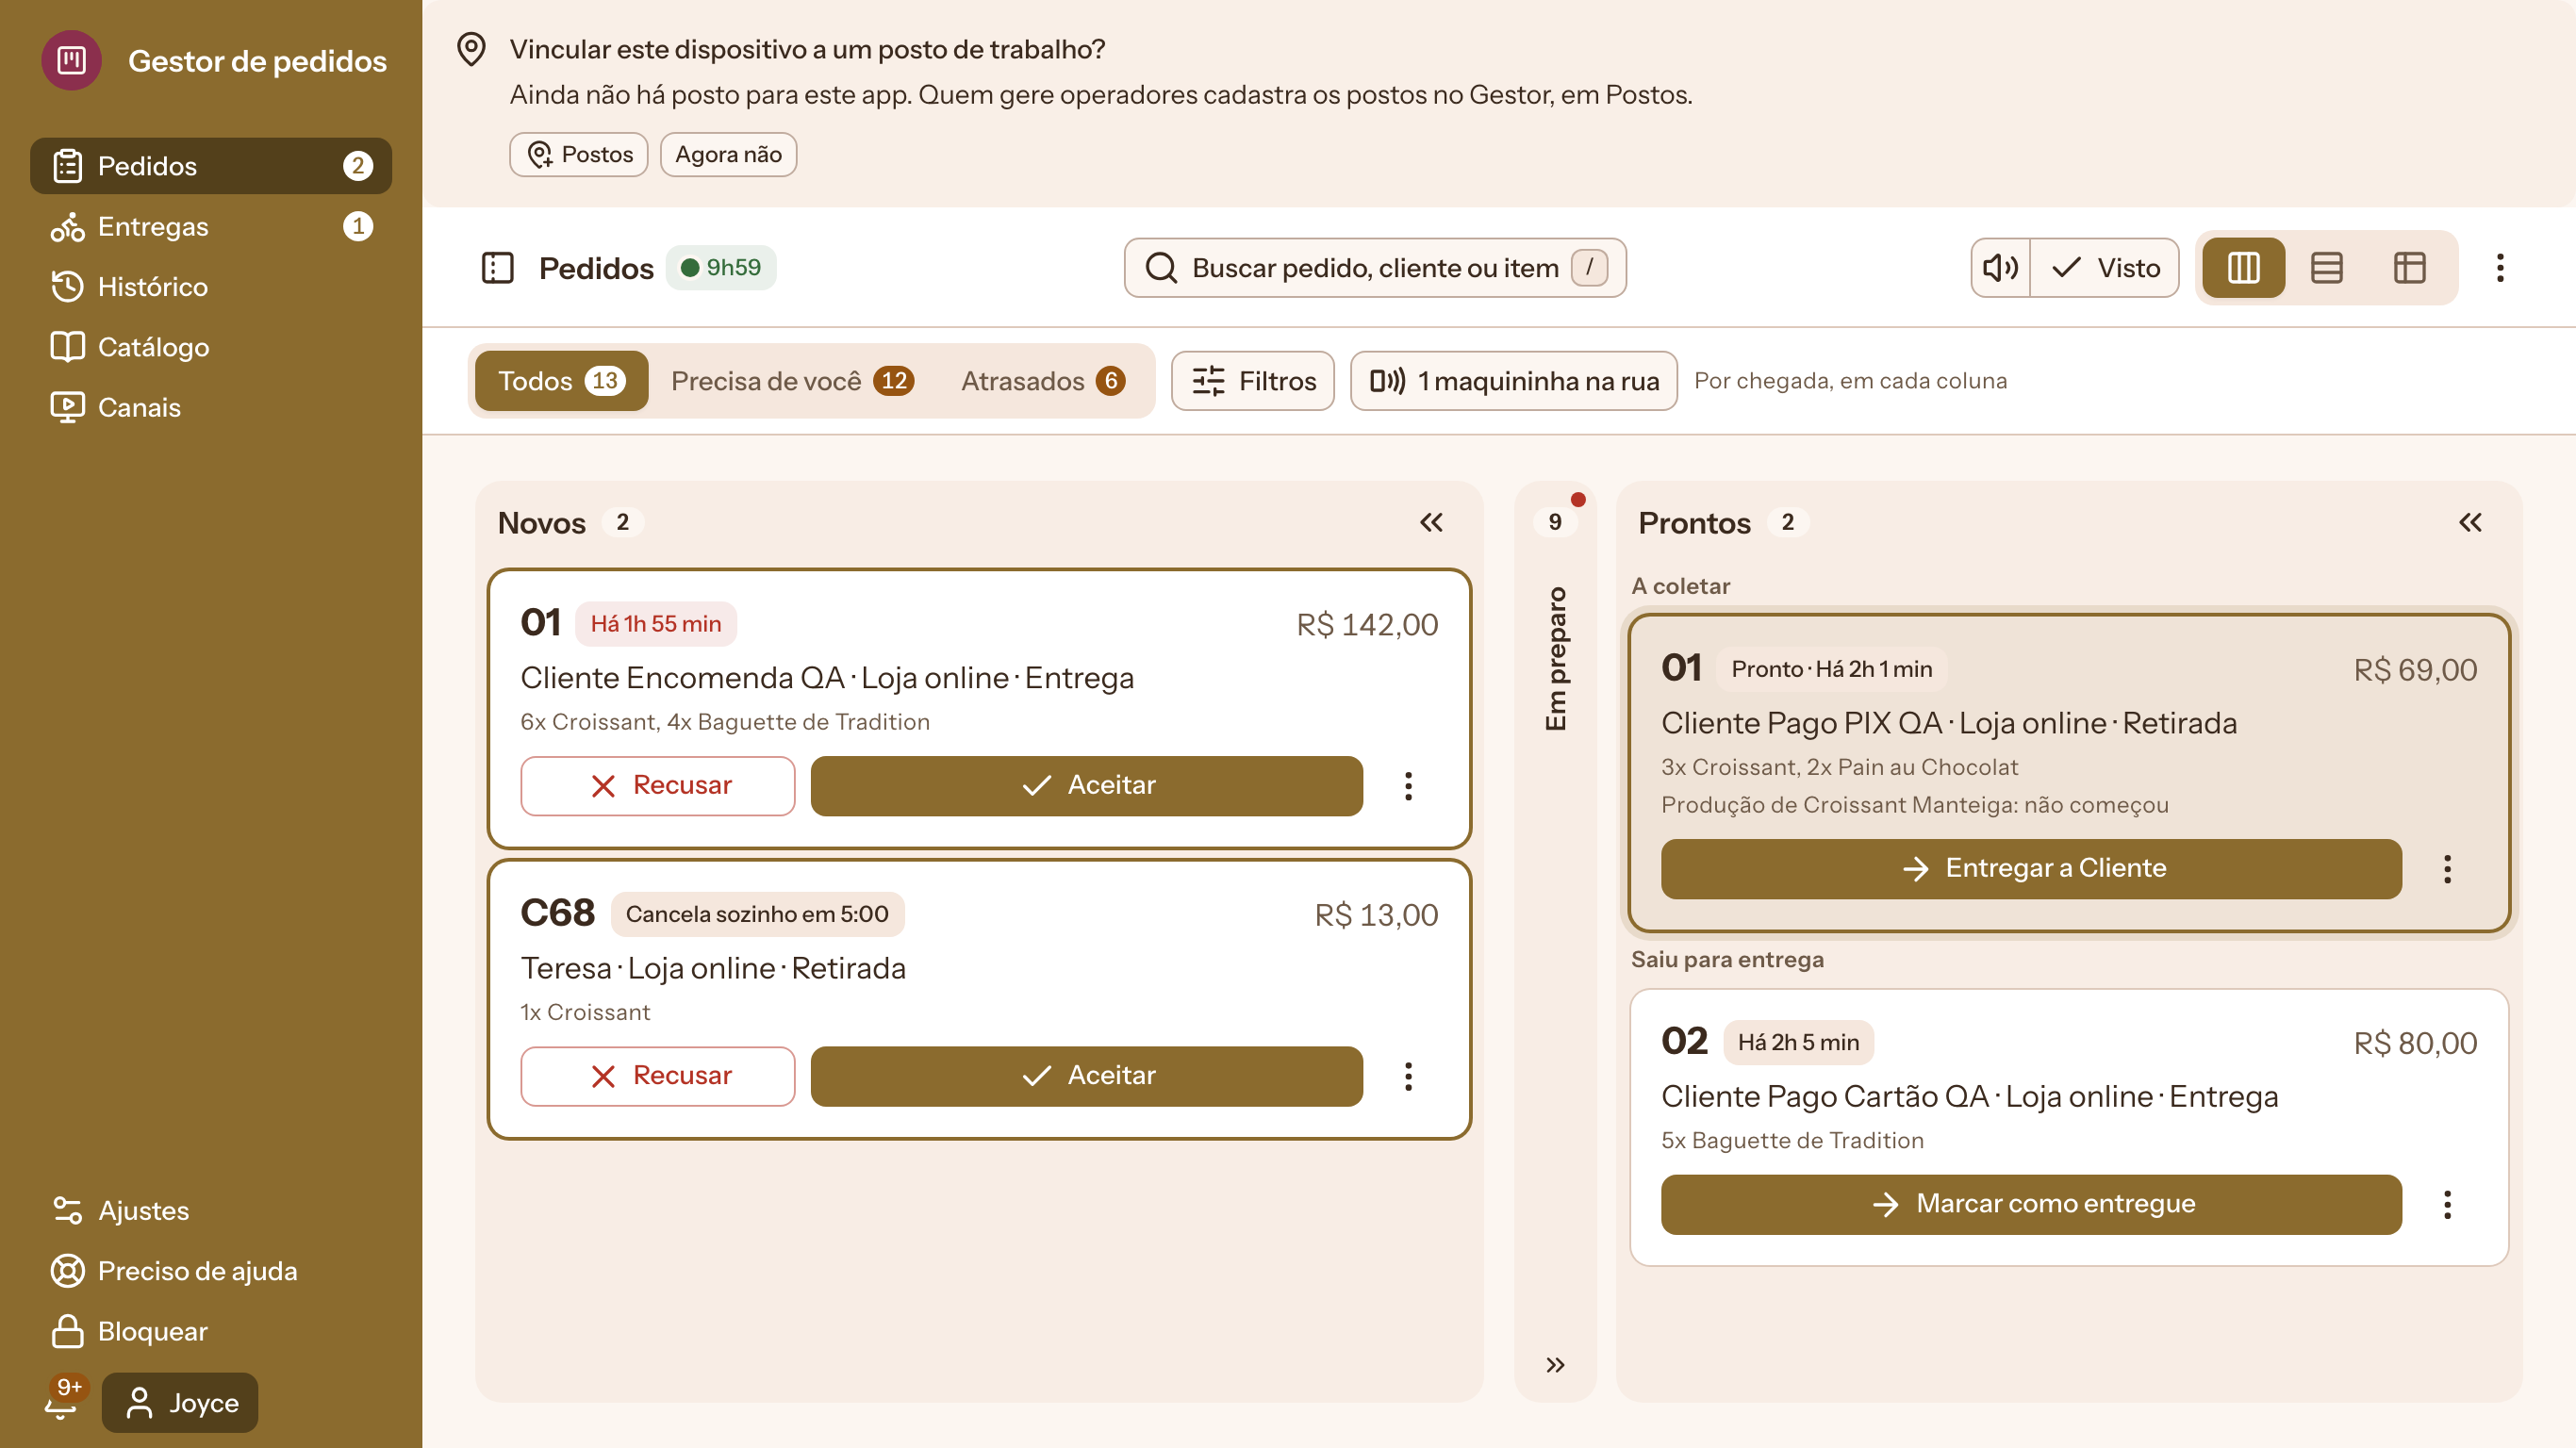 Gestor de pedidos
Pedidos 2
Entregas 1
Histórico
Catálogo
Canais
Ajustes
Preciso de ajuda
Bloquear
9+
Joyce
Vincular este dispositivo a um posto de trabalho?
Ainda não há posto para este app. Quem gere operadores cadastra os postos no Gestor, em Postos.
Postos Agora não
Pedidos 9h59 Buscar pedido, cliente ou item / Visto
Todos 13 Precisa de você 12 Atrasados 6 Filtros 1 maquininha na rua Por chegada, em cada coluna
Novos 2
01 Há 1h 55 min R$ 142,00
Cliente Encomenda QA · Loja online · Entrega
6x Croissant, 4x Baguette de Tradition
Recusar Aceitar
C68 Cancela sozinho em 5:00 R$ 13,00
Teresa · Loja online · Retirada
1x Croissant
Recusar Aceitar
9
Em preparo
Prontos 2
A coletar
01 Pronto · Há 2h 1 min R$ 69,00
Cliente Pago PIX QA · Loja online · Retirada
3x Croissant, 2x Pain au Chocolat
Produção de Croissant Manteiga: não começou
Entregar a Cliente
Saiu para entrega
02 Há 2h 5 min R$ 80,00
Cliente Pago Cartão QA · Loja online · Entrega
5x Baguette de Tradition
Marcar como entregue